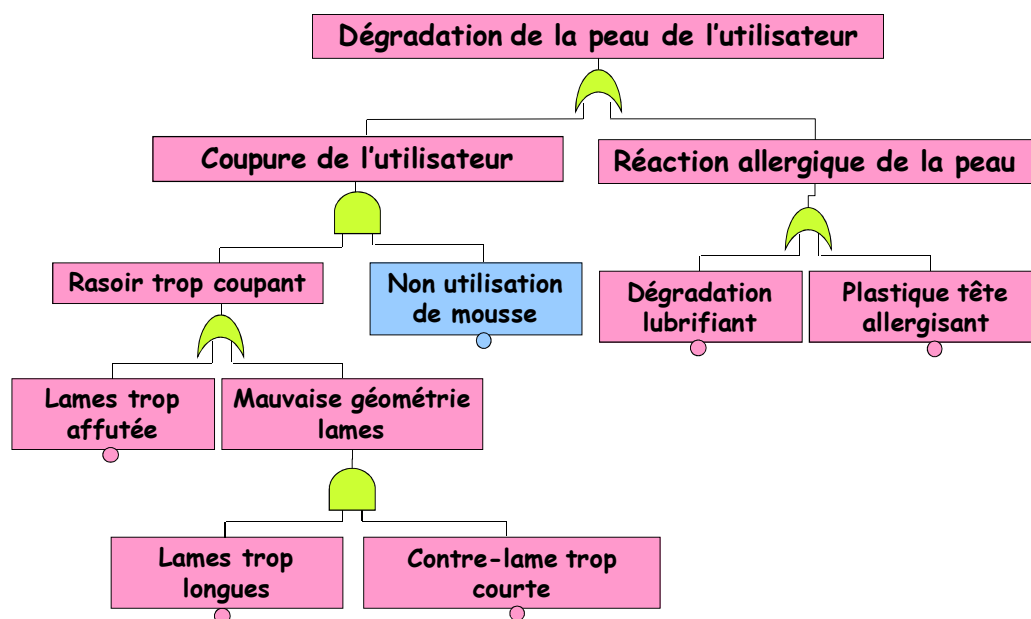 Dégradation de la peau de l'utilisateur
Coupure de l'utilisateur
Réaction allergique de la peau
Rasoir trop coupant
Non utilisation
de mousse
Dégradation
lubrifiant
Plastique tête
allergisant
Lames trop
affutée
Mauvaise géométrie
lames
Lames trop
longues
Contre-lame trop
courte